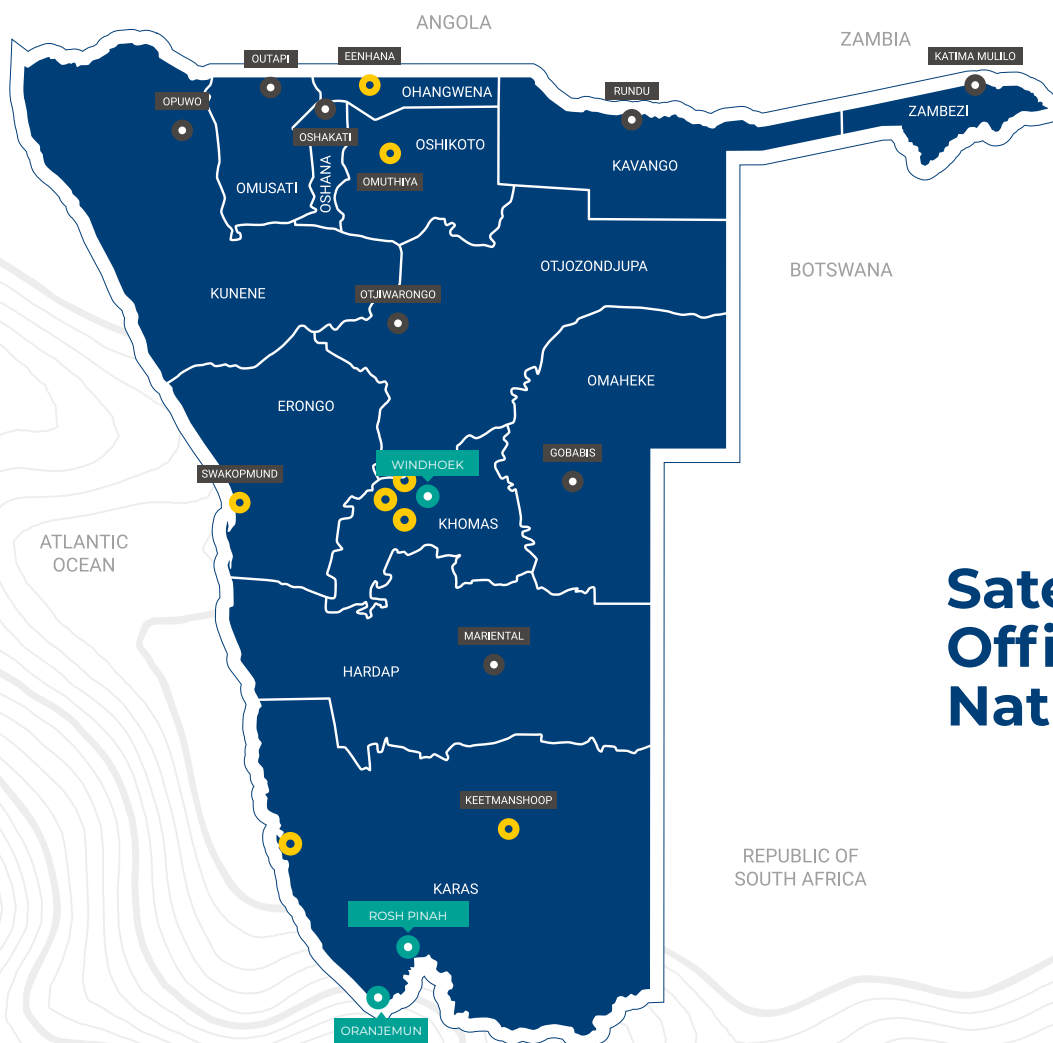 ANGOLA
ZAMBIA
OUTAPI
EENHANA
KATIMA MULILO
OPUWO
OHANGWENA
RUNDU
ZAMBEZI
OSHAKATI
OSHIKOTO
KAVANGO
OMUSATI
OSHANA
OMUTHIYA
OTJOZONDJUPA
BOTSWANA
KUNENE
OTJIWARONGO
OMAHEKE
ERONGO
GOBABIS
WINDHOEK
SWAKOPMUND
KHOMAS
ATLANTIC
OCEAN
Sate
Offi
Nat
MARIENTAL
HARDAP
KEETMANSHOOP
REPUBLIC OF
SOUTH AFRICA
KARAS
ROSH PINAH
ORANJEMUN